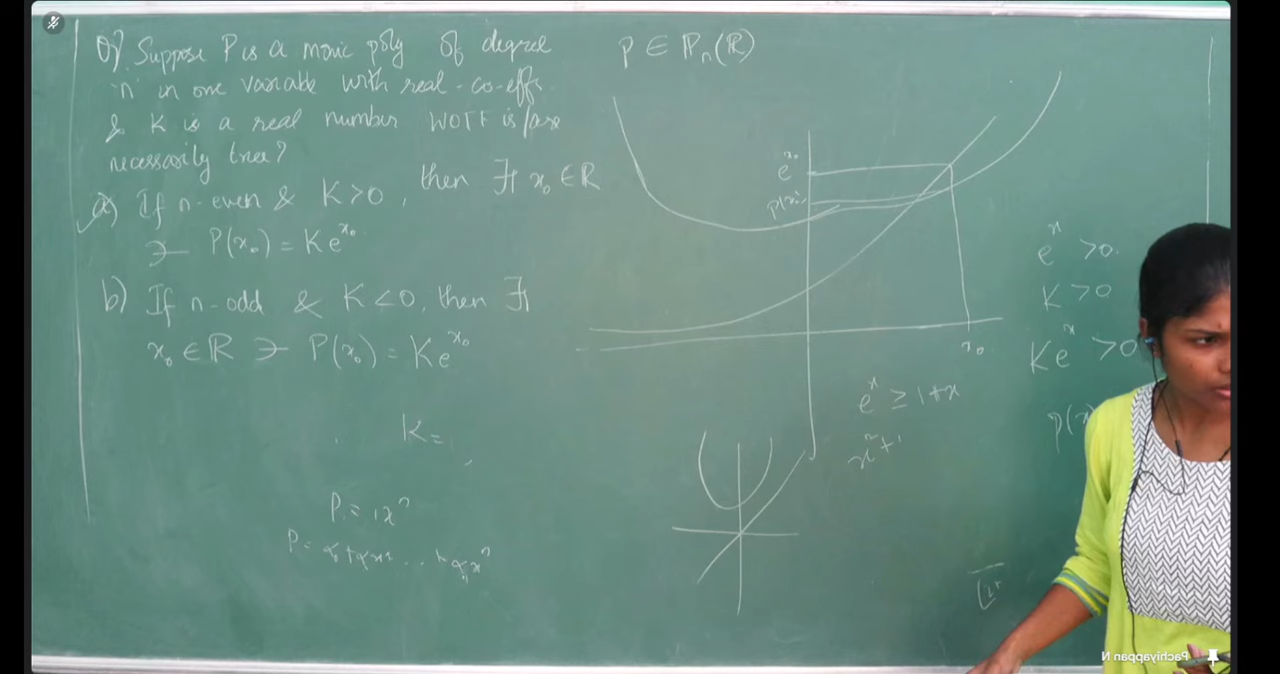 Q? Suppose P is a monic poly of degree
'n' in one variable with real-co-effs
& K is a real number WOTF is/are
necessarily true?
a) If n-even & K>0, then ∃ x₀ ∈ ℝ
∋ P(x₀) = Ke^x₀
b) If n-odd & K<0, then ∃
x₀ ∈ ℝ ∋ P(x₀) = Ke^x₀
K=
P ∈ ℙₙ(ℝ)
e^x₀
x₀
e^x ≥ 1+x
e^x >0.
K >0
Ke^x >0
p(x)
Pachiyappan N